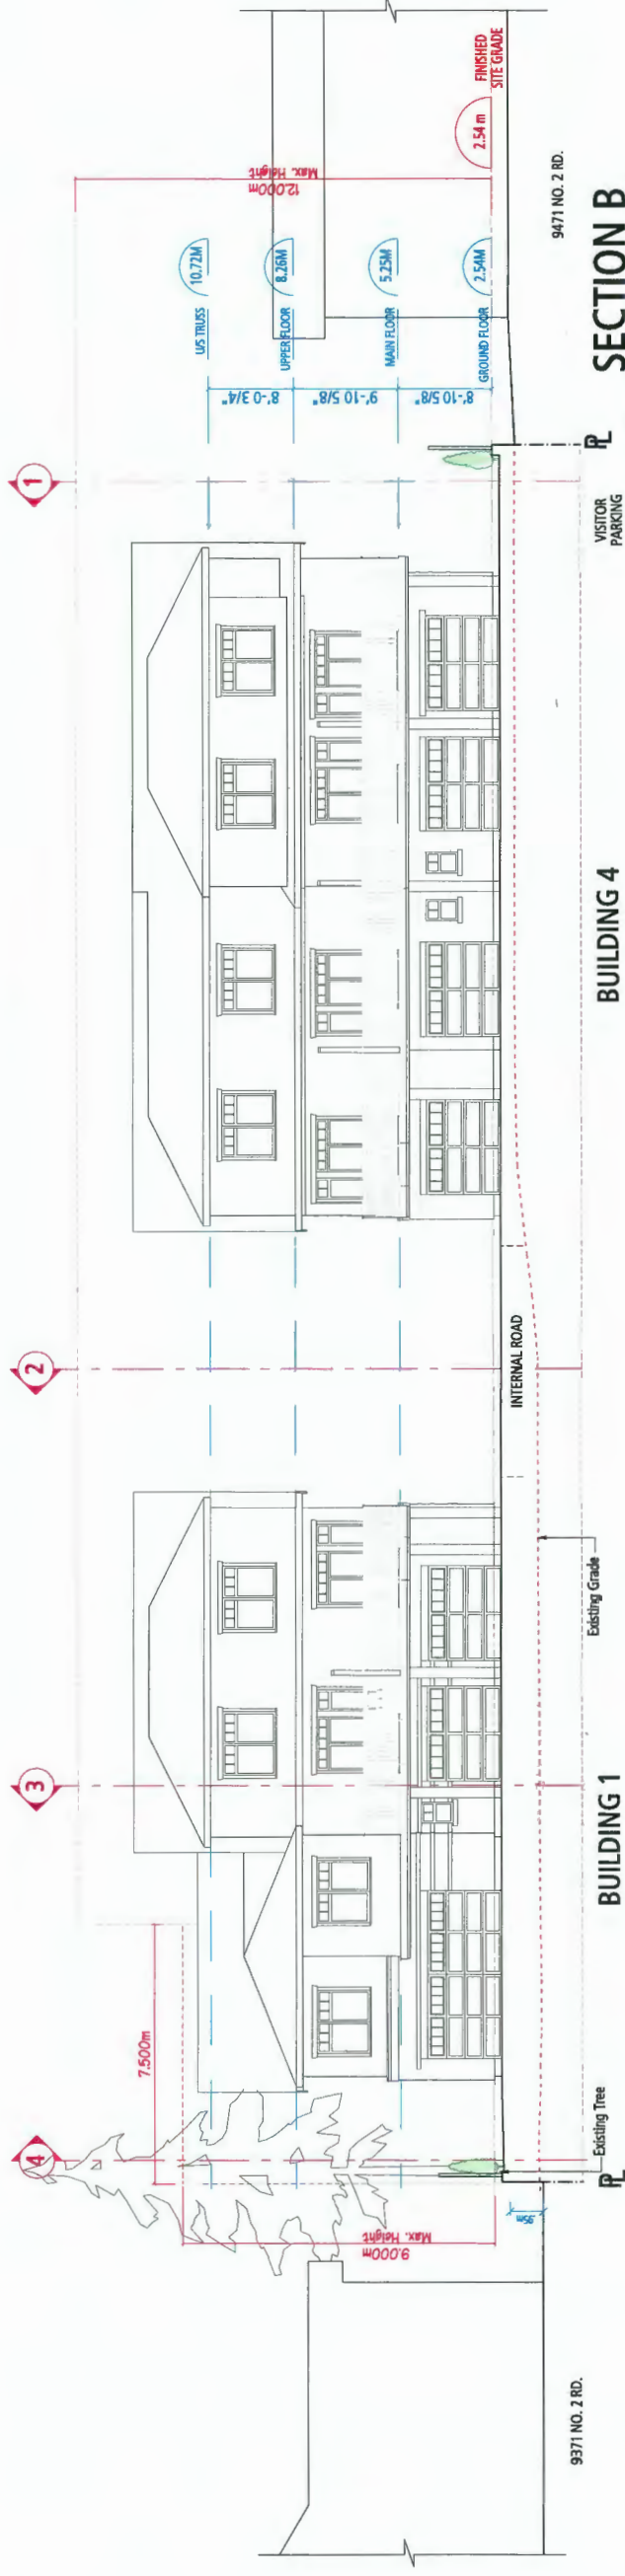 4
3
2
1
7.500m
9.000m
Max. Height
12.000m
Max. Height
U/S TRUSS
10.72M
UPPER FLOOR
8.26M
MAIN FLOOR
5.25M
GROUND FLOOR
2.54M
8'-0 3/4"
9'-10 5/8"
8'-10 5/8"
2.54 m
FINISHED
SITE GRADE
.95m
9371 NO. 2 RD.
PL
Existing Tree
BUILDING 1
Existing Grade
INTERNAL ROAD
BUILDING 4
VISITOR
PARKING
PL
9471 NO. 2 RD.
SECTION B